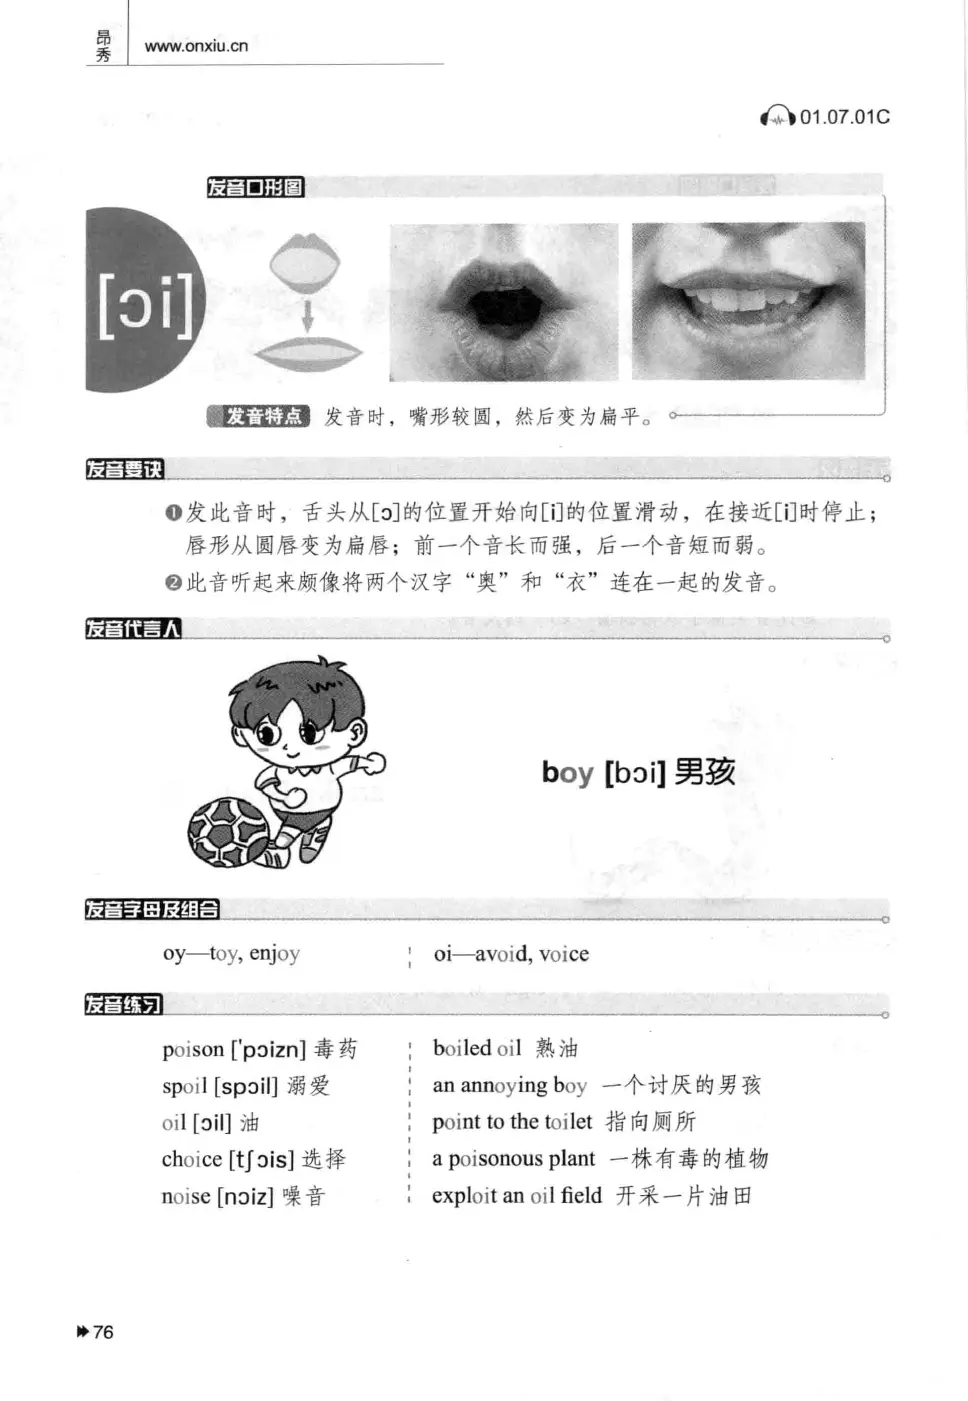 昂秀
www.onxiu.cn
01.07.01C
发音口形图
[ɔi]
发音特点 发音时，嘴形较圆，然后变为扁平。
发音要诀
❶发此音时，舌头从[ɔ]的位置开始向[i]的位置滑动，在接近[i]时停止；
唇形从圆唇变为扁唇；前一个音长而强，后一个音短而弱。
❷此音听起来颇像将两个汉字“奥”和“衣”连在一起的发音。
发音代言人
boy [bɔi] 男孩
发音字母及组合
oy—toy, enjoy
oi—avoid, voice
发音练习
poison ['pɔizn] 毒药
spoil [spɔil] 溺爱
oil [ɔil] 油
choice [tʃɔis] 选择
noise [nɔiz] 噪音
boiled oil 熟油
an annoying boy 一个讨厌的男孩
point to the toilet 指向厕所
a poisonous plant 一株有毒的植物
exploit an oil field 开采一片油田
76